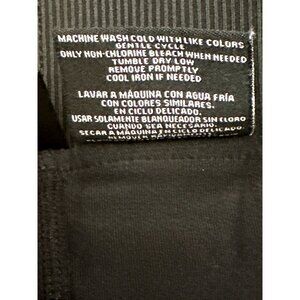 MACHINE WASH COLD WITH LIKE COLORS
GENTLE CYCLE
ONLY NON-CHLORINE BLEACH WHEN NEEDED
TUMBLE DRY LOW
REMOVE PROMPTLY
COOL IRON IF NEEDED
LAVAR A MÁQUINA CON AGUA FRÍA
CON COLORES SIMILARES.
EN CICLO DELICADO.
USAR SOLAMENTE BLANQUEADOR SIN CLORO
CUANDO SEA NECESARIO.
SECAR A MÁQUINA EN CICLO DELICADO